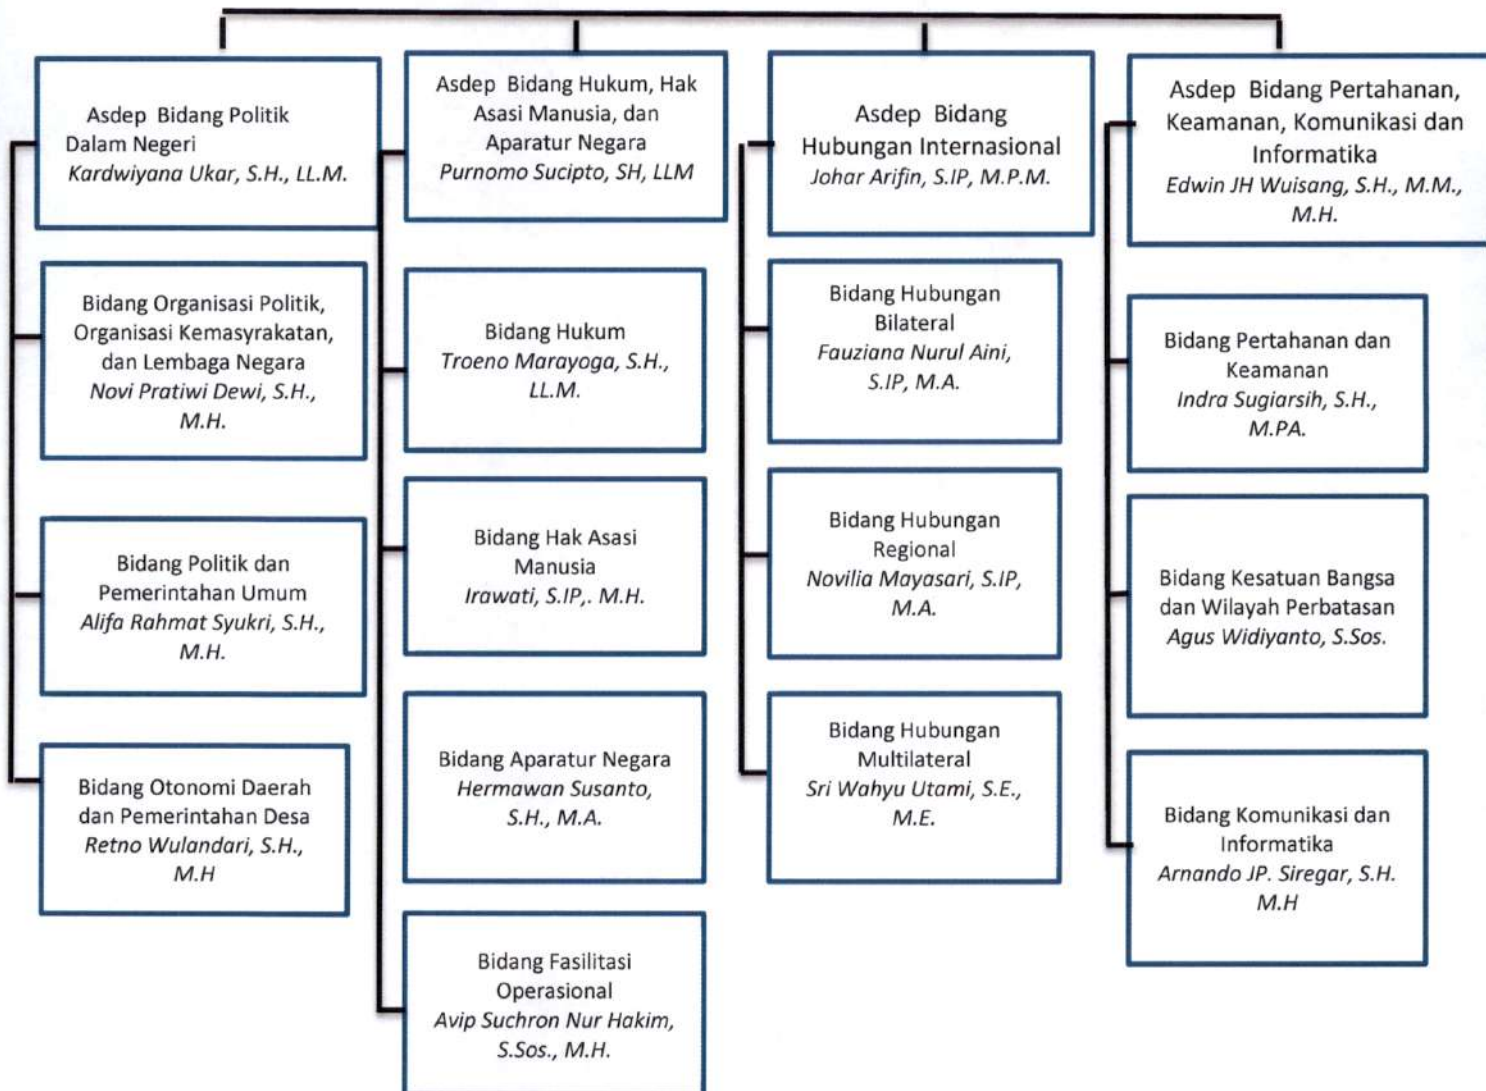 Asdep Bidang Politik
Dalam Negeri
Kardwiyana Ukar, S.H., LL.M.
Bidang Organisasi Politik,
Organisasi Kemasyrakatan,
dan Lembaga Negara
Novi Pratiwi Dewi, S.H.,
M.H.
Bidang Politik dan
Pemerintahan Umum
Alifa Rahmat Syukri, S.H.,
M.H.
Bidang Otonomi Daerah
dan Pemerintahan Desa
Retno Wulandari, S.H.,
M.H
Asdep Bidang Hukum, Hak
Asasi Manusia, dan
Aparatur Negara
Purnomo Sucipto, SH, LLM
Bidang Hukum
Troeno Marayoga, S.H.,
LL.M.
Bidang Hak Asasi
Manusia
Irawati, S.IP,. M.H.
Bidang Aparatur Negara
Hermawan Susanto,
S.H., M.A.
Bidang Fasilitasi
Operasional
Avip Suchron Nur Hakim,
S.Sos., M.H.
Asdep Bidang
Hubungan Internasional
Johar Arifin, S.IP, M.P.M.
Bidang Hubungan
Bilateral
Fauziana Nurul Aini,
S.IP, M.A.
Bidang Hubungan
Regional
Novilia Mayasari, S.IP,
M.A.
Bidang Hubungan
Multilateral
Sri Wahyu Utami, S.E.,
M.E.
Asdep Bidang Pertahanan,
Keamanan, Komunikasi dan
Informatika
Edwin JH Wuisang, S.H., M.M.,
M.H.
Bidang Pertahanan dan
Keamanan
Indra Sugiarsih, S.H.,
M.PA.
Bidang Kesatuan Bangsa
dan Wilayah Perbatasan
Agus Widiyanto, S.Sos.
Bidang Komunikasi dan
Informatika
Arnando JP. Siregar, S.H.
M.H